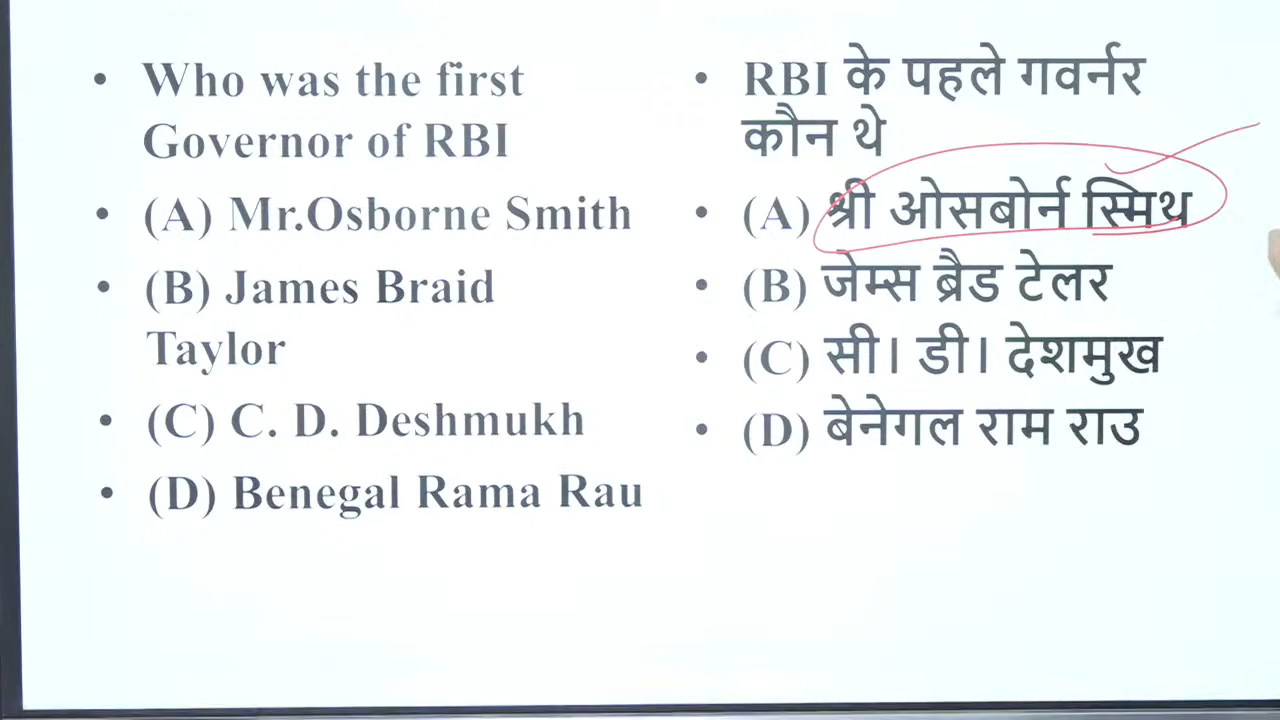 • Who was the first
Governor of RBI
• (A) Mr.Osborne Smith
• (B) James Braid
Taylor
• (C) C. D. Deshmukh
• (D) Benegal Rama Rau
• RBI के पहले गवर्नर
कौन थे
• (A) श्री ओसबोर्न स्मिथ
• (B) जेम्स ब्रैड टेलर
• (C) सी। डी। देशमुख
• (D) बेनेगल राम राउ